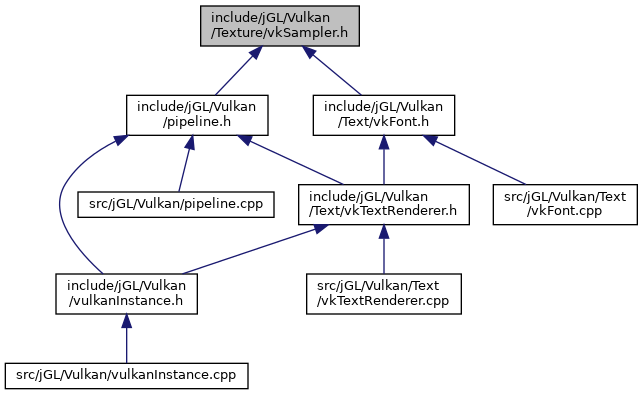 include/jGL/Vulkan
/Texture/vkSampler.h
include/jGL/Vulkan
/pipeline.h
include/jGL/Vulkan
/Text/vkFont.h
src/jGL/Vulkan/pipeline.cpp
include/jGL/Vulkan
/Text/vkTextRenderer.h
src/jGL/Vulkan/Text
/vkFont.cpp
include/jGL/Vulkan
/vulkanInstance.h
src/jGL/Vulkan/Text
/vkTextRenderer.cpp
src/jGL/Vulkan/vulkanInstance.cpp